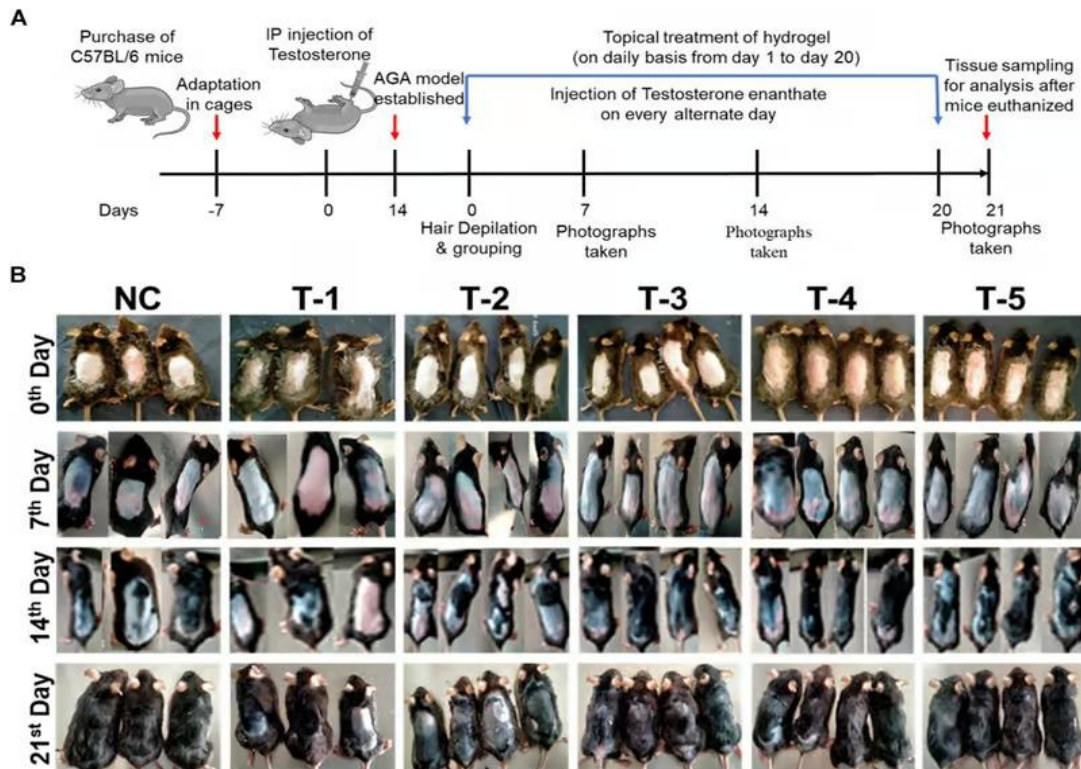 A
Purchase of
C57BL/6 mice
Adaptation
in cages
IP injection of
Testosterone
AGA model
established
Topical treatment of hydrogel
(on daily basis from day 1 to day 20)
Injection of Testosterone enanthate
on every alternate day
Tissue sampling
for analysis after
mice euthanized
Days
-7
0
14
0
7
14
20
21
Hair Depilation
& grouping
Photographs
taken
Photographs
taken
Photographs
taken
B
NC
T-1
T-2
T-3
T-4
T-5
0th Day
7th Day
14th Day
21st Day